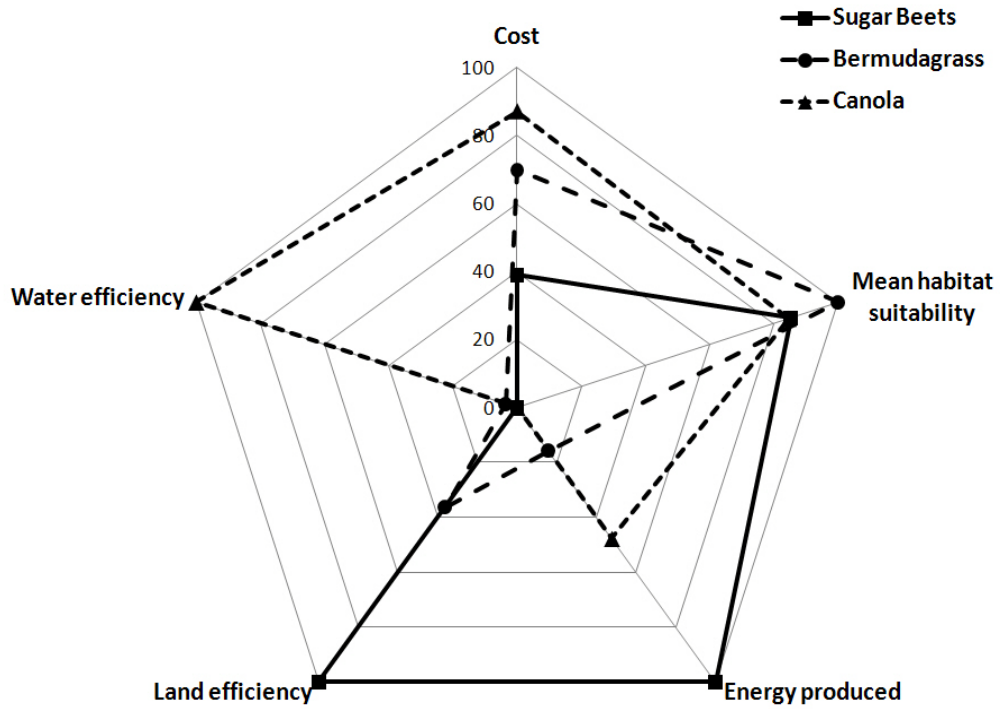 Sugar Beets
Cost
Bermudagrass
100
Canola
80
60
Water efficiency
Mean habitat
suitability
40
20
0
Land efficiency
Energy produced